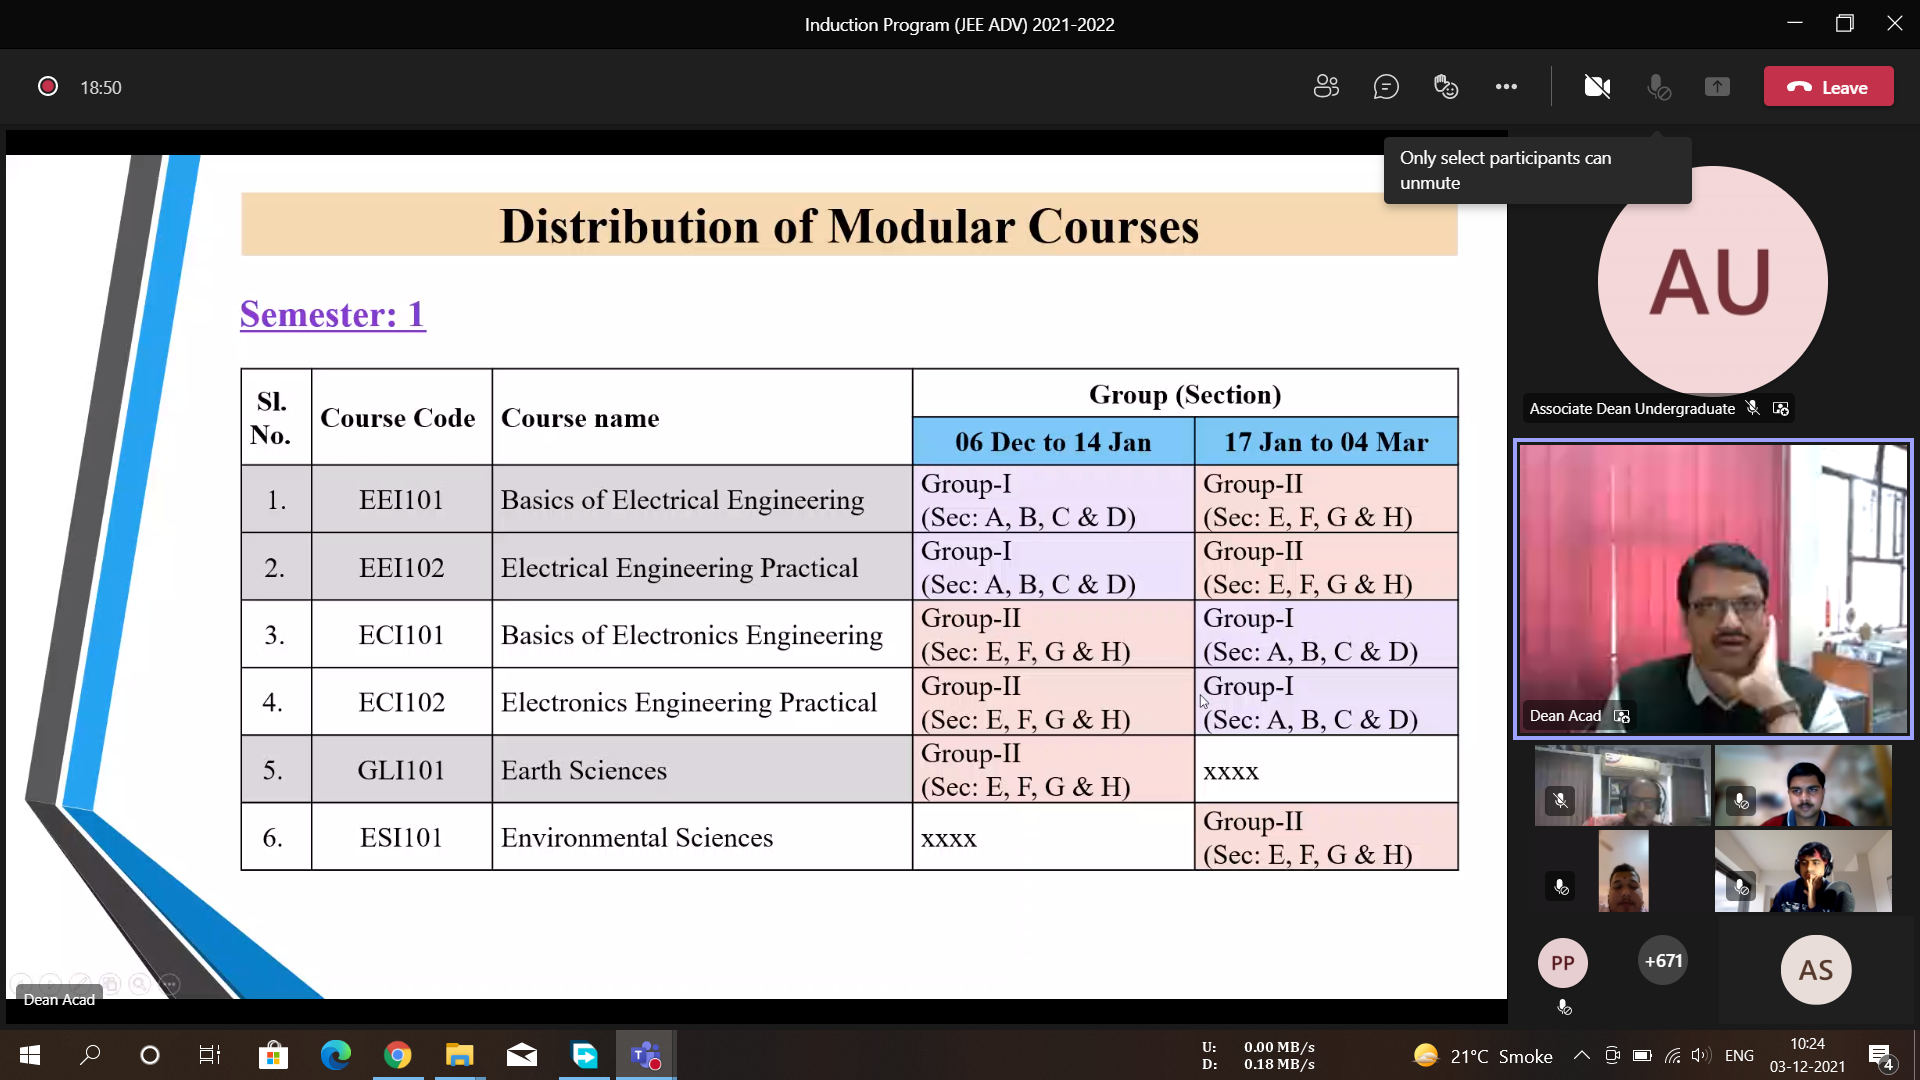 Induction Program (JEE ADV) 2021-2022
18:50
Leave
Only select participants can
unmute
Distribution of Modular Courses
Semester: 1
Sl. No.
Course Code
Course name
Group (Section)
06 Dec to 14 Jan
17 Jan to 04 Mar
1.
EEI101
Basics of Electrical Engineering
Group-I
(Sec: A, B, C & D)
Group-II
(Sec: E, F, G & H)
2.
EEI102
Electrical Engineering Practical
Group-I
(Sec: A, B, C & D)
Group-II
(Sec: E, F, G & H)
3.
ECI101
Basics of Electronics Engineering
Group-II
(Sec: E, F, G & H)
Group-I
(Sec: A, B, C & D)
4.
ECI102
Electronics Engineering Practical
Group-II
(Sec: E, F, G & H)
Group-I
(Sec: A, B, C & D)
5.
GLI101
Earth Sciences
Group-II
(Sec: E, F, G & H)
xxxx
6.
ESI101
Environmental Sciences
xxxx
Group-II
(Sec: E, F, G & H)
Dean Acad
AU
Associate Dean Undergraduate
Dean Acad
PP
+671
AS
U: 0.00 MB/s
D: 0.18 MB/s
21°C Smoke
ENG
10:24
03-12-2021
4